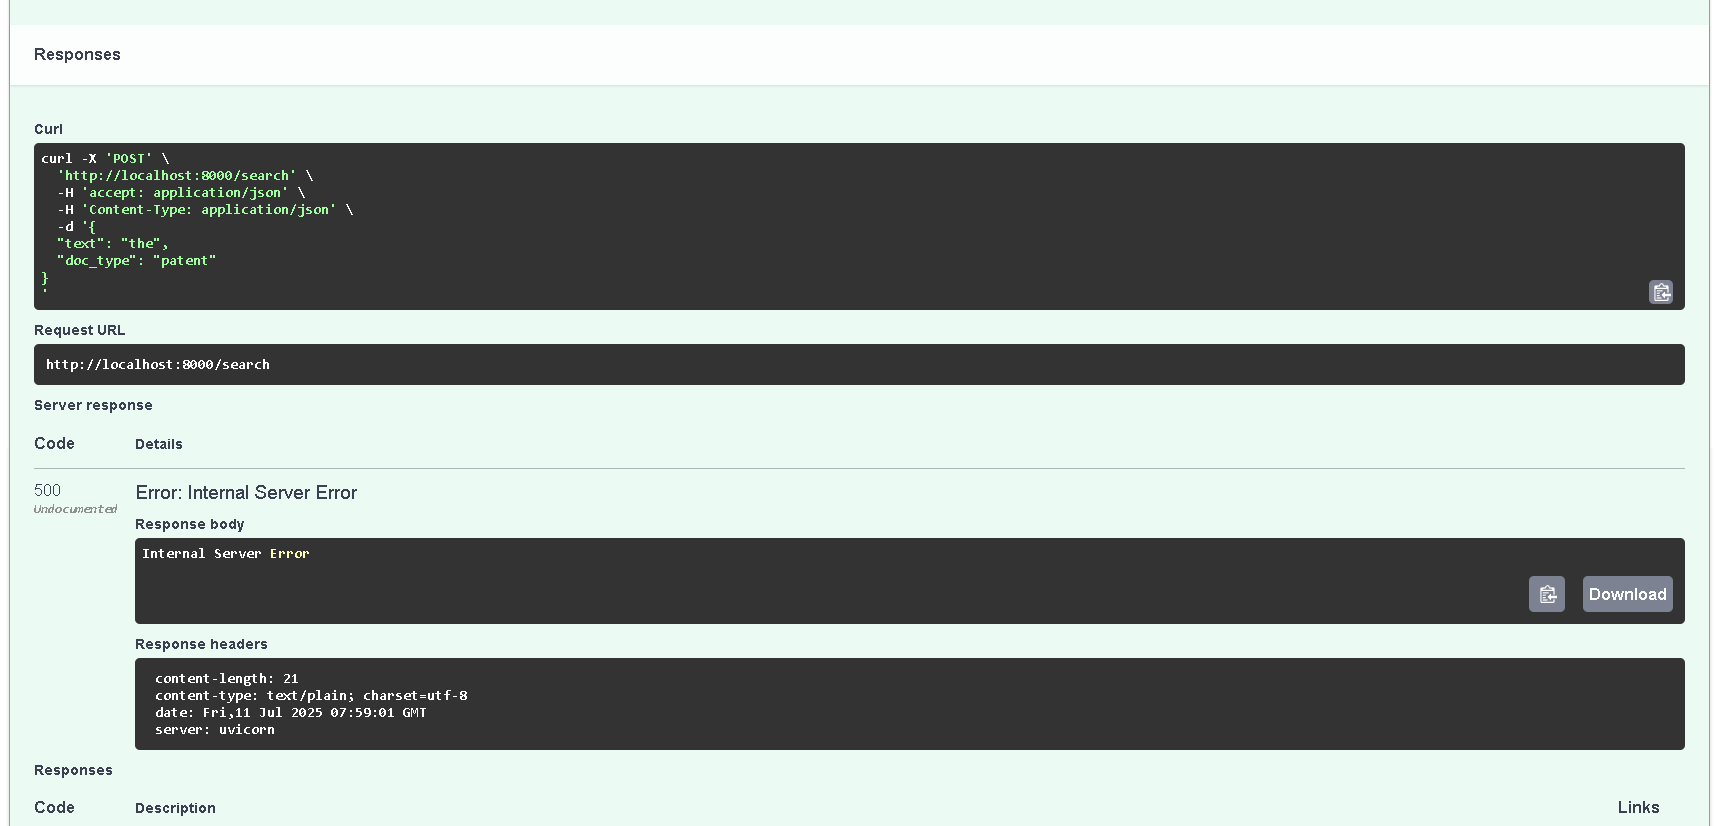 Responses
Curl
curl -X 'POST' \
  'http://localhost:8000/search' \
  -H 'accept: application/json' \
  -H 'Content-Type: application/json' \
  -d '{
  "text": "the",
  "doc_type": "patent"
}
'
Request URL
http://localhost:8000/search
Server response
Code Details
500 Error: Internal Server Error
Undocumented
Response body
Internal Server Error
Download
Response headers
content-length: 21
content-type: text/plain; charset=utf-8
date: Fri,11 Jul 2025 07:59:01 GMT
server: uvicorn
Responses
Code Description Links